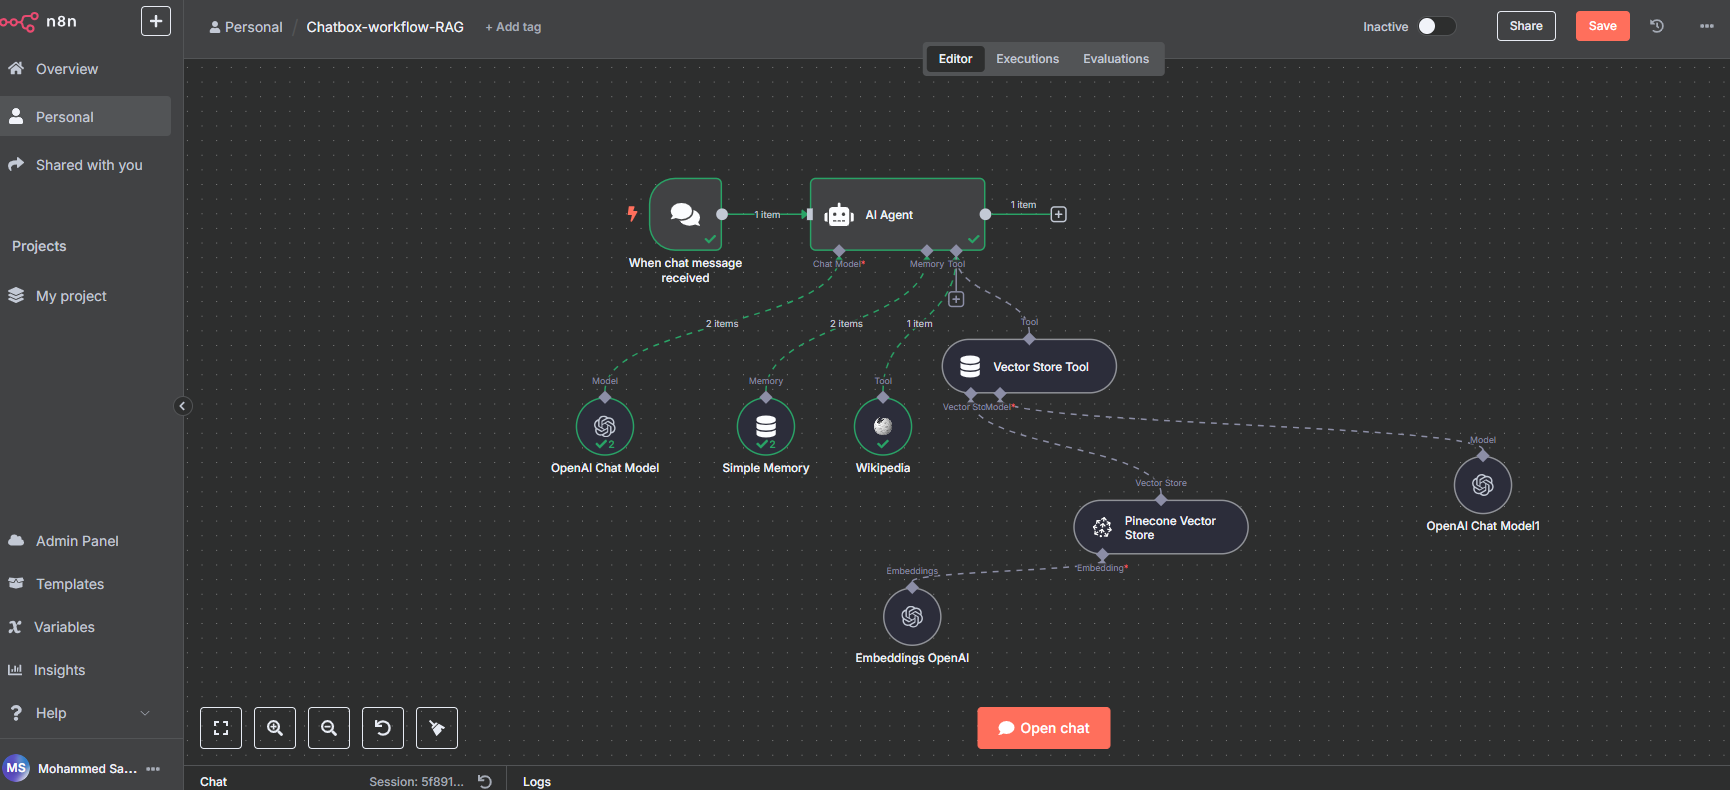 n8n
Personal / Chatbox-workflow-RAG + Add tag
Inactive
Share
Save
Editor
Executions
Evaluations
Overview
Personal
Shared with you
Projects
My project
Admin Panel
Templates
Variables
Insights
Help
MS
Mohammed Sa...
1 item
AI Agent
1 item
When chat message
received
Chat Model*
Memory
Tool
2 items
2 items
1 item
Tool
Vector Store Tool
Model
Memory
Tool
Vector Sto
Model*
2
2
OpenAI Chat Model
Simple Memory
Wikipedia
Model
OpenAI Chat Model1
Vector Store
Pinecone Vector
Store
Embedding*
Embeddings
Embeddings OpenAI
Open chat
Chat
Session: 5f891...
Logs